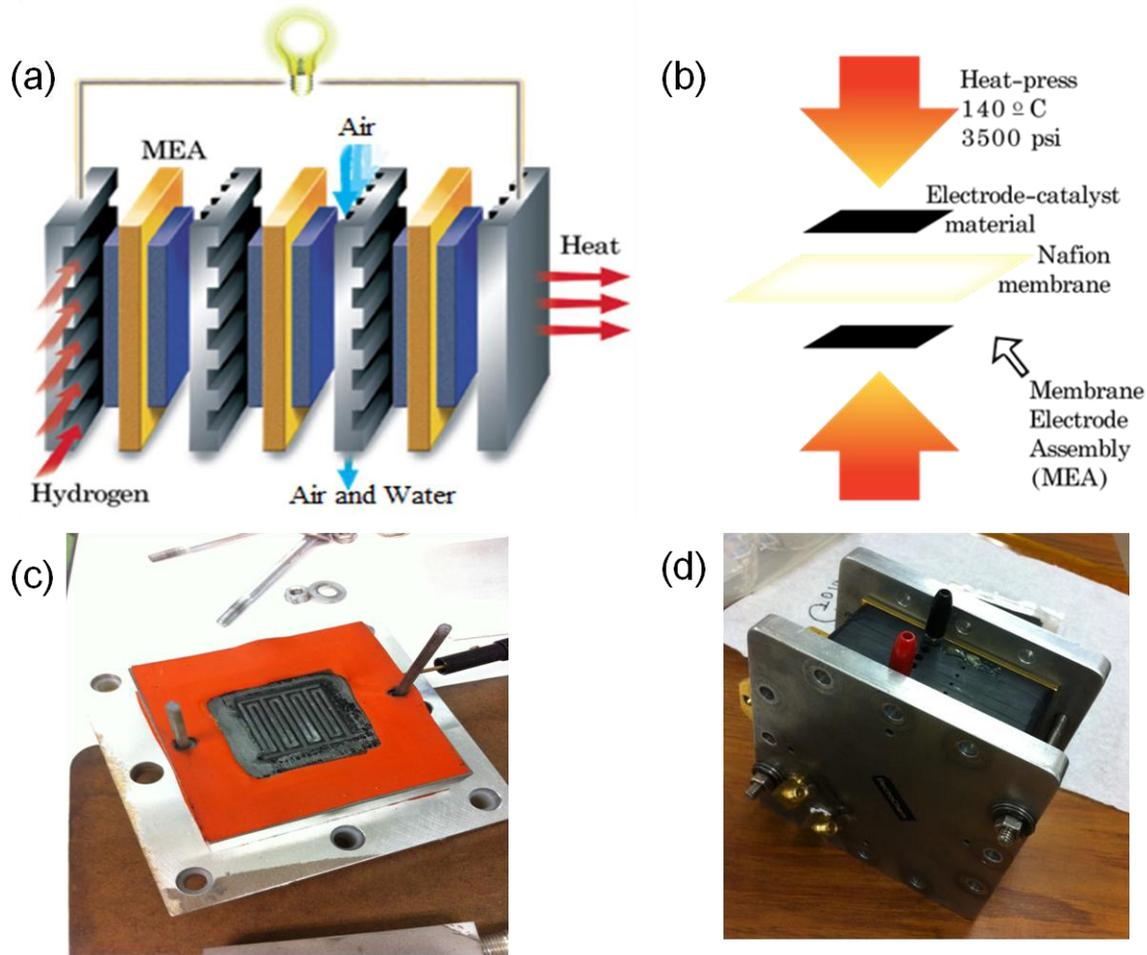 (a)
MEA
Air
Heat
Hydrogen
Air and Water
(b)
Heat-press
140 º C
3500 psi
Electrode-catalyst
material
Nafion
membrane
Membrane
Electrode
Assembly
(MEA)
(c)
(d)